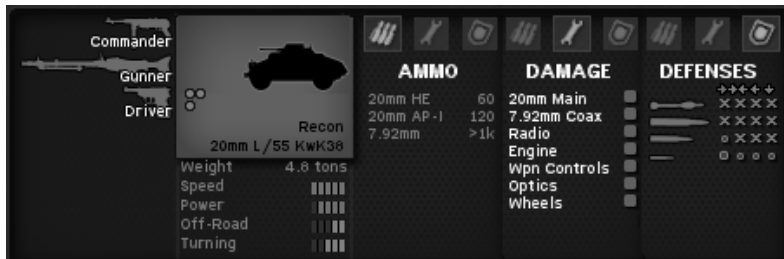 Commander
Gunner
Driver
Recon
20mm L/55 KwK38
Weight 4.8 tons
Speed
Power
Off-Road
Turning
AMMO
20mm HE 60
20mm AP-I 120
7.92mm >1k
DAMAGE
20mm Main
7.92mm Coax
Radio
Engine
Wpn Controls
Optics
Wheels
DEFENSES